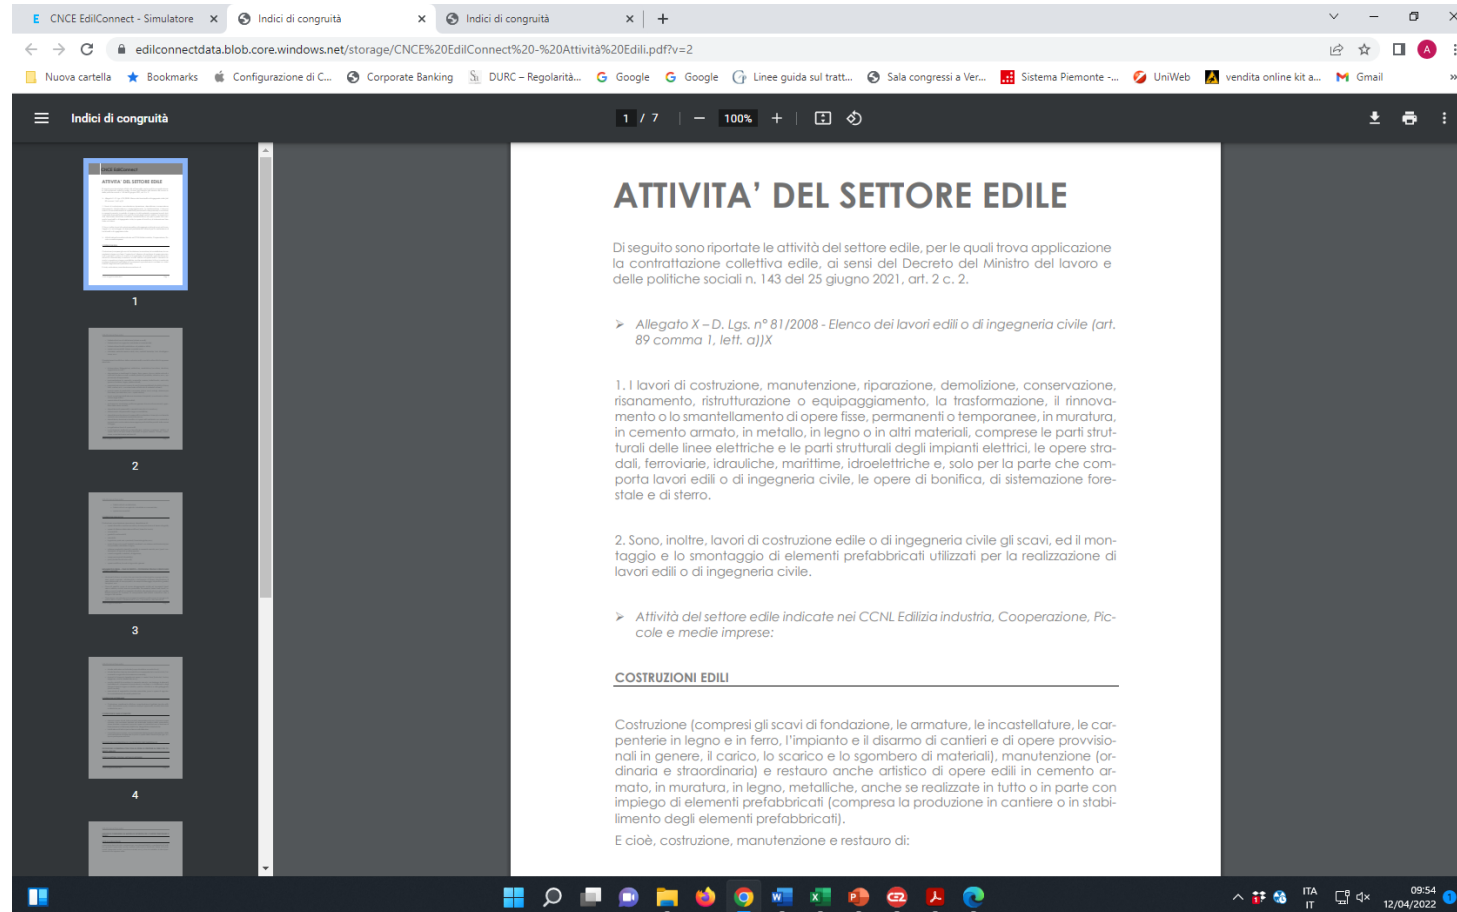 CNCE EdilConnect - Simulatore
Indici di congruità
Indici di congruità
edilconnectdata.blob.core.windows.net/storage/CNCE%20EdilConnect%20-%20Attività%20Edili.pdf?v=2
A
Nuova cartella
Bookmarks
Configurazione di C...
Corporate Banking
DURC – Regolarità...
Google
Google
Linee guida sul tratt...
Sala congressi a Ver...
Sistema Piemonte -...
UniWeb
vendita online kit a...
Gmail
Indici di congruità
1 / 7
100%
ATTIVITA' DEL SETTORE EDILE
1
2
3
4
ATTIVITA' DEL SETTORE EDILE
Di seguito sono riportate le attività del settore edile, per le quali trova applicazione
la contrattazione collettiva edile, ai sensi del Decreto del Ministro del lavoro e
delle politiche sociali n. 143 del 25 giugno 2021, art. 2 c. 2.
➢ Allegato X – D. Lgs. n° 81/2008 - Elenco dei lavori edili o di ingegneria civile (art.
89 comma 1, lett. a))X
1. I lavori di costruzione, manutenzione, riparazione, demolizione, conservazione,
risanamento, ristrutturazione o equipaggiamento, la trasformazione, il rinnova-
mento o lo smantellamento di opere fisse, permanenti o temporanee, in muratura,
in cemento armato, in metallo, in legno o in altri materiali, comprese le parti strut-
turali delle linee elettriche e le parti strutturali degli impianti elettrici, le opere stra-
dali, ferroviarie, idrauliche, marittime, idroelettriche e, solo per la parte che com-
porta lavori edili o di ingegneria civile, le opere di bonifica, di sistemazione fore-
stale e di sterro.
2. Sono, inoltre, lavori di costruzione edile o di ingegneria civile gli scavi, ed il mon-
taggio e lo smontaggio di elementi prefabbricati utilizzati per la realizzazione di
lavori edili o di ingegneria civile.
➢ Attività del settore edile indicate nei CCNL Edilizia industria, Cooperazione, Pic-
cole e medie imprese:
COSTRUZIONI EDILI
Costruzione (compresi gli scavi di fondazione, le armature, le incastellature, le car-
penterie in legno e in ferro, l'impianto e il disarmo di cantieri e di opere provvisio-
nali in genere, il carico, lo scarico e lo sgombero di materiali), manutenzione (or-
dinaria e straordinaria) e restauro anche artistico di opere edili in cemento ar-
mato, in muratura, in legno, metalliche, anche se realizzate in tutto o in parte con
impiego di elementi prefabbricati (compresa la produzione in cantiere o in stabi-
limento degli elementi prefabbricati).
E cioè, costruzione, manutenzione e restauro di:
ITA
IT
09:54
12/04/2022